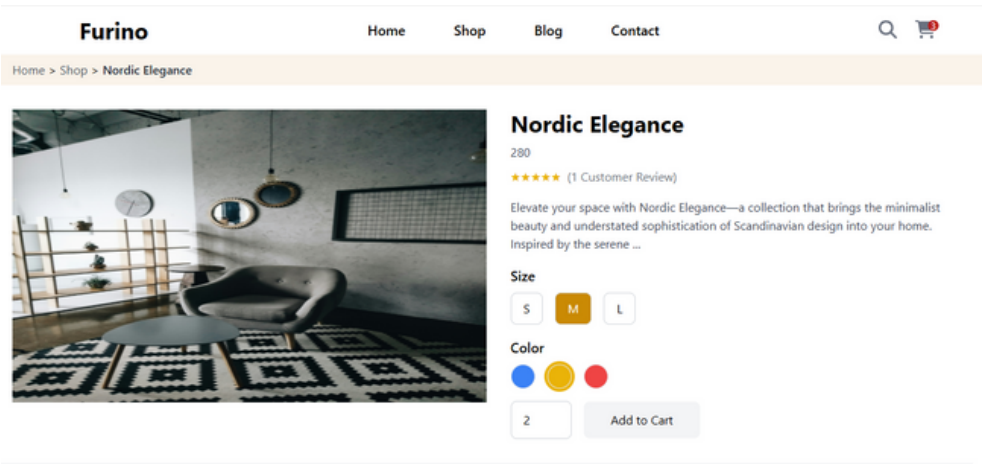 Furino
Home Shop Blog Contact
3
Home > Shop > Nordic Elegance
Nordic Elegance
280
★★★★★ (1 Customer Review)
Elevate your space with Nordic Elegance—a collection that brings the minimalist
beauty and understated sophistication of Scandinavian design into your home.
Inspired by the serene ...
Size
S M L
Color
2 Add to Cart